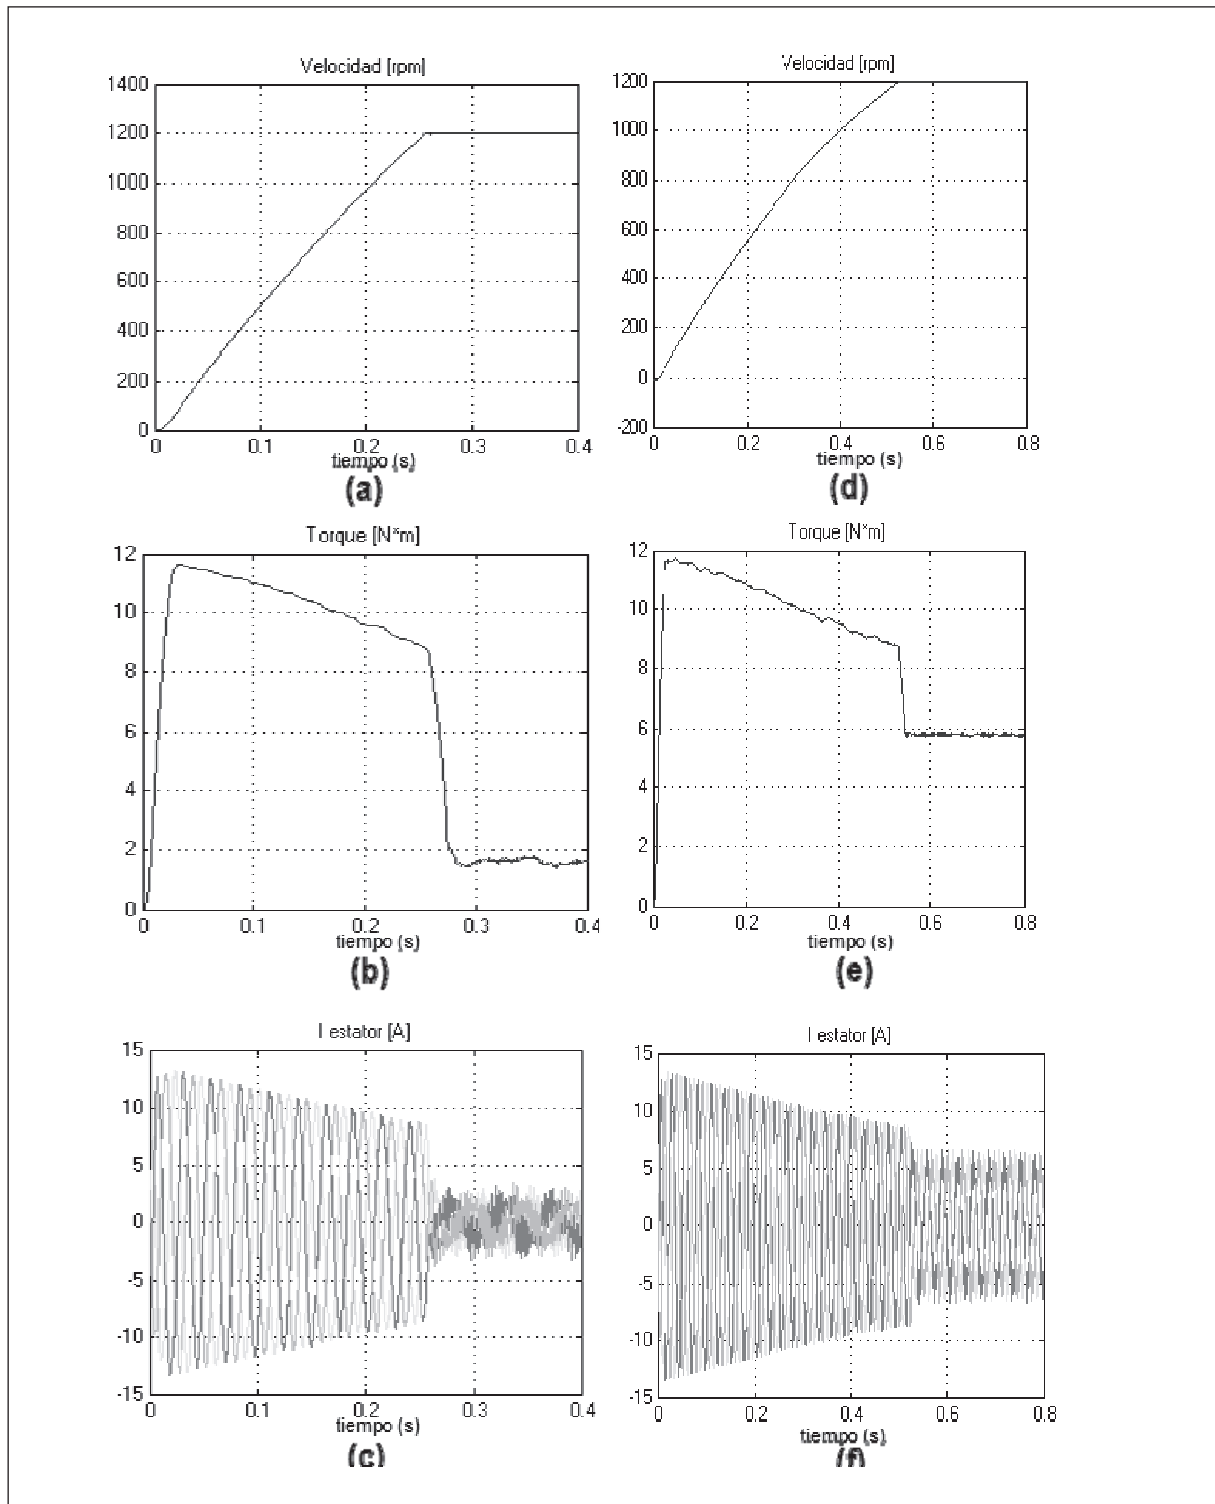 Velocidad [rpm]
1400
1200
1000
800
600
400
200
0
0 0.1 0.2 0.3 0.4
tiempo (s)
(a)
Velocidad [rpm]
1200
1000
800
600
400
200
0
-200
0 0.2 0.4 0.6 0.8
tiempo (s)
(d)
Torque [N*m]
12
10
8
6
4
2
0
0 0.1 0.2 0.3 0.4
tiempo (s)
(b)
Torque [N*m]
12
10
8
6
4
2
0
0 0.2 0.4 0.6 0.8
tiempo (s)
(e)
I estator [A]
15
10
5
0
-5
-10
-15
0 0.1 0.2 0.3 0.4
tiempo (s)
(c)
I estator [A]
15
10
5
0
-5
-10
-15
0 0.2 0.4 0.6 0.8
tiempo (s)
(f)